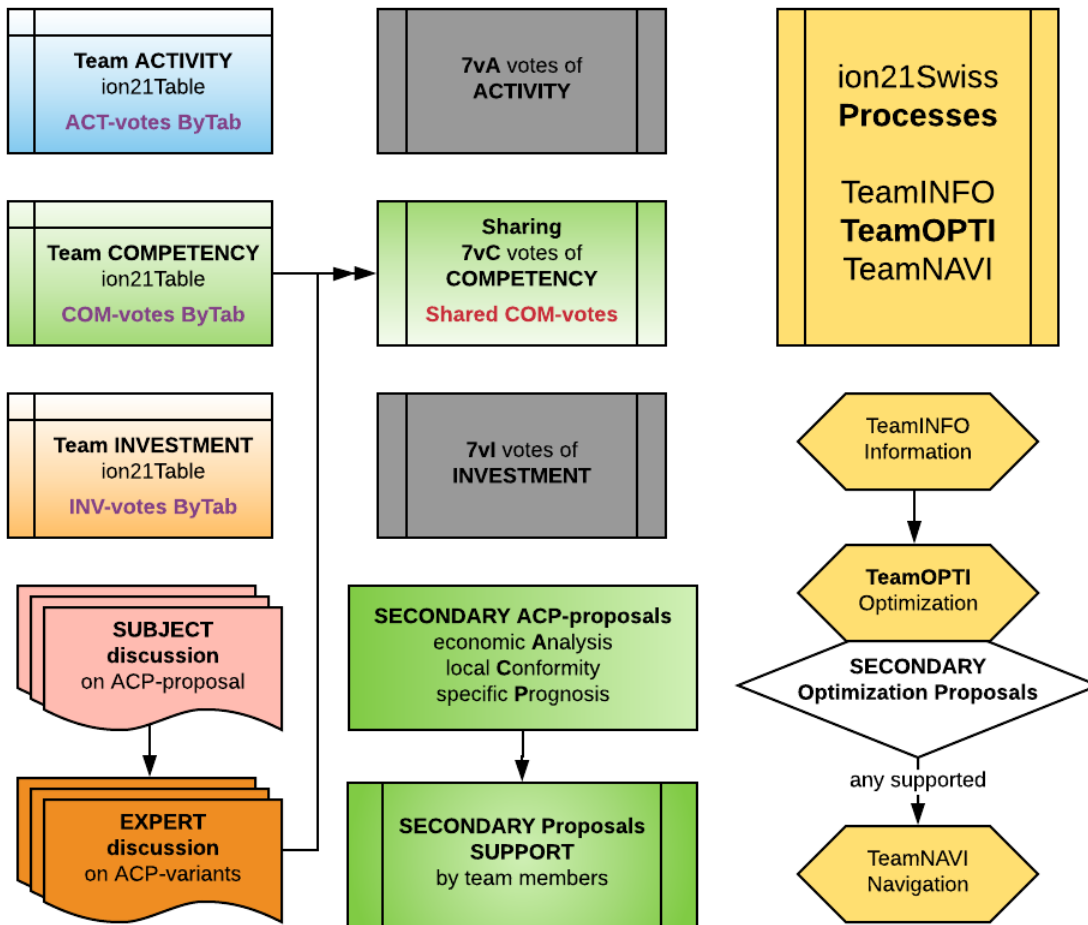 Team ACTIVITY
ion21Table
ACT-votes ByTab
7vA votes of
ACTIVITY
ion21Swiss
Processes
TeamINFO
TeamOPTI
TeamNAVI
Team COMPETENCY
ion21Table
COM-votes ByTab
Sharing
7vC votes of
COMPETENCY
Shared COM-votes
Team INVESTMENT
ion21Table
INV-votes ByTab
7vI votes of
INVESTMENT
TeamINFO
Information
TeamOPTI
Optimization
SECONDARY
Optimization Proposals
any supported
TeamNAVI
Navigation
SUBJECT
discussion
on ACP-proposal
SECONDARY ACP-proposals
economic Analysis
local Conformity
specific Prognosis
EXPERT
discussion
on ACP-variants
SECONDARY Proposals
SUPPORT
by team members